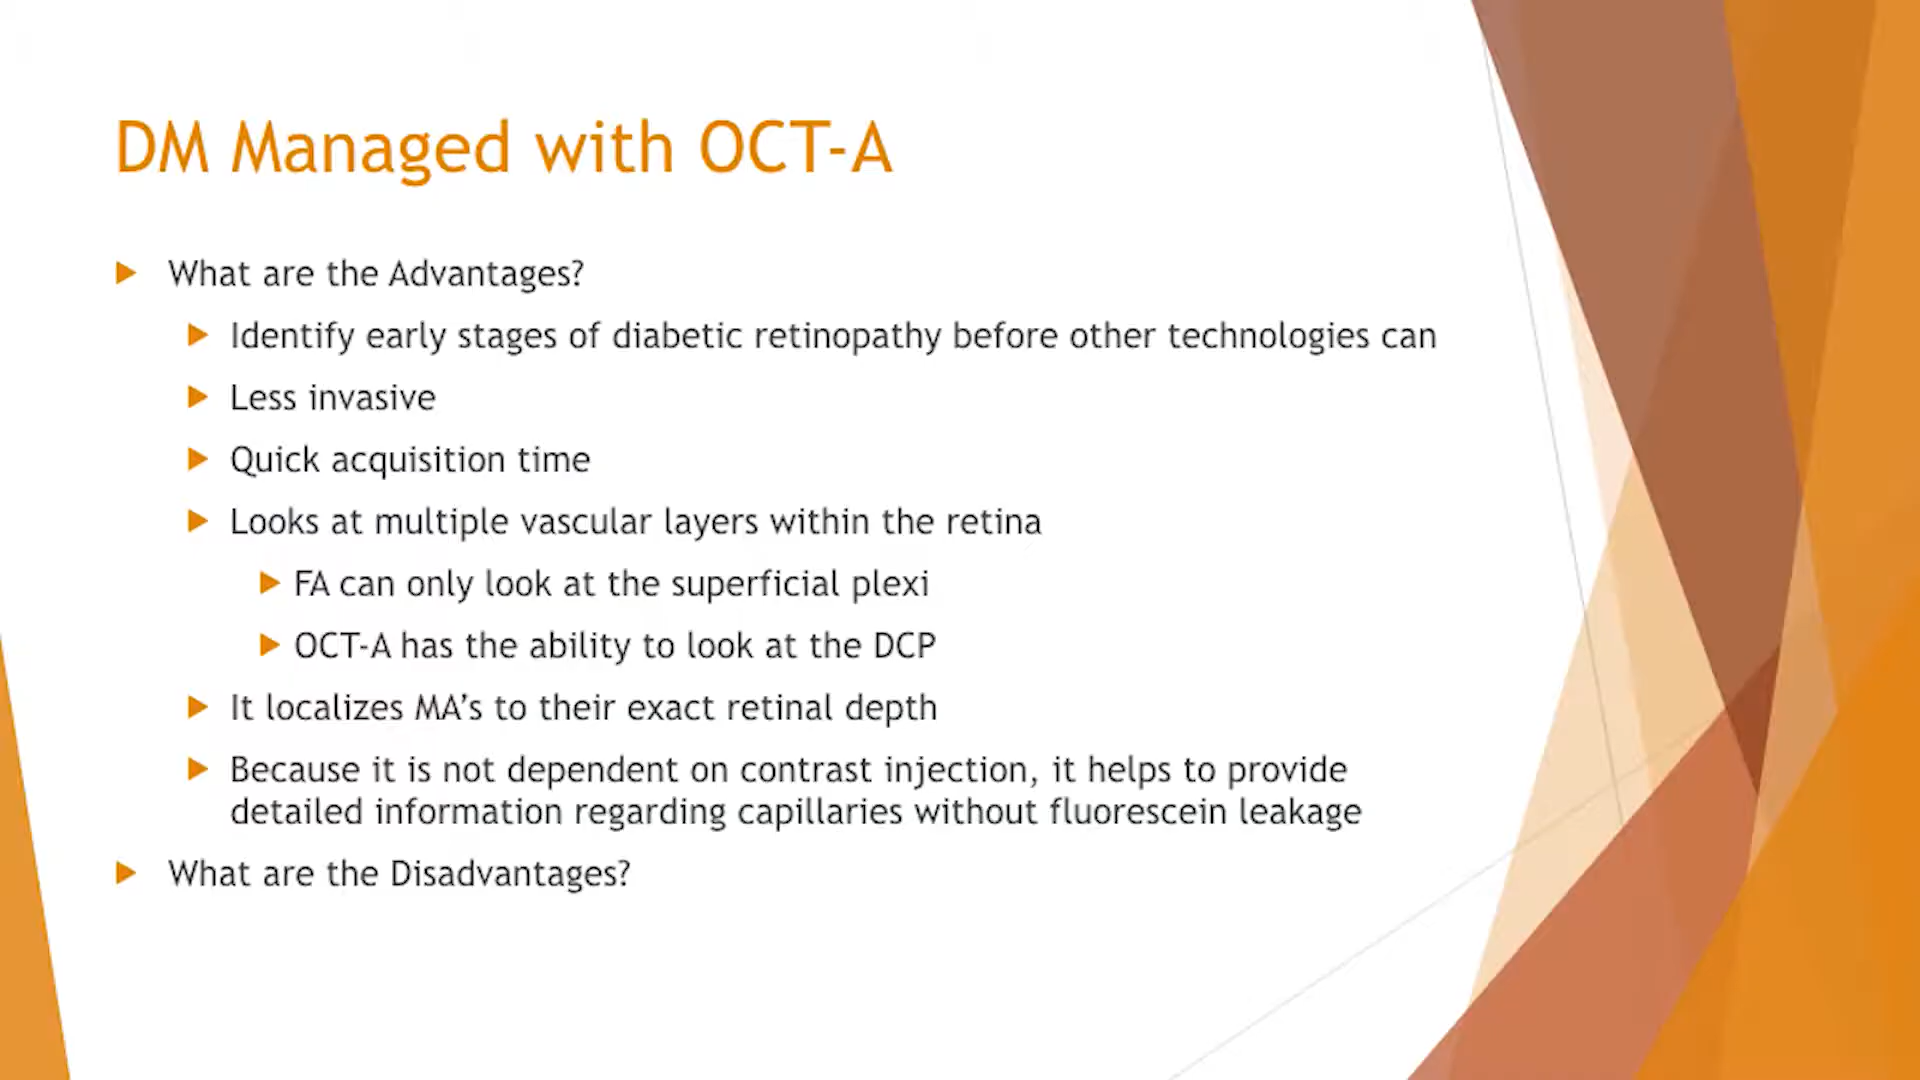 DM Managed with OCT-A
What are the Advantages?
Identify early stages of diabetic retinopathy before other technologies can
Less invasive
Quick acquisition time
Looks at multiple vascular layers within the retina
FA can only look at the superficial plexi
OCT-A has the ability to look at the DCP
It localizes MA’s to their exact retinal depth
Because it is not dependent on contrast injection, it helps to provide
detailed information regarding capillaries without fluorescein leakage
What are the Disadvantages?